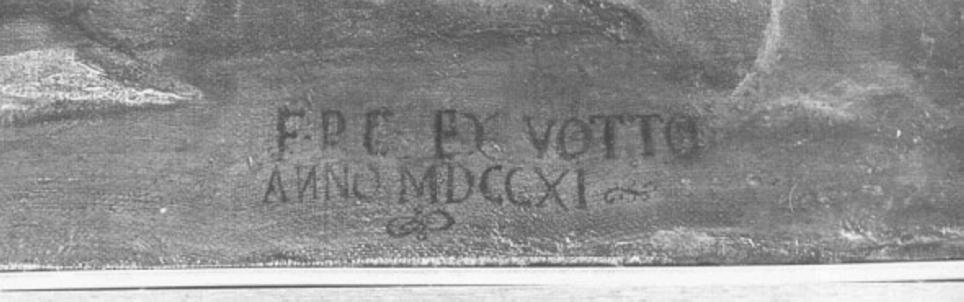 F·P·C· EX VOTTO
ANNO MDCCXI